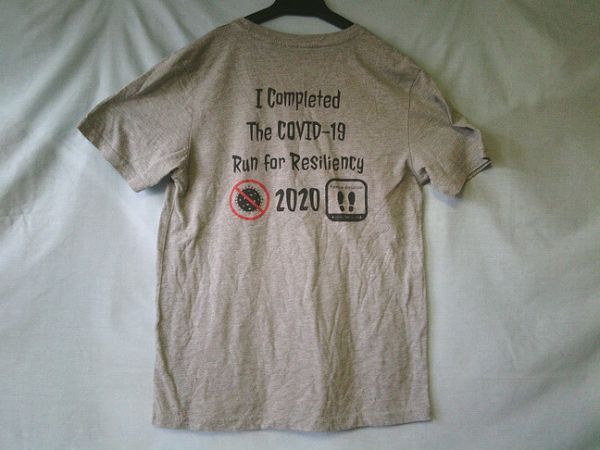 I Completed
The COVID-19
Run for Resiliency
2020